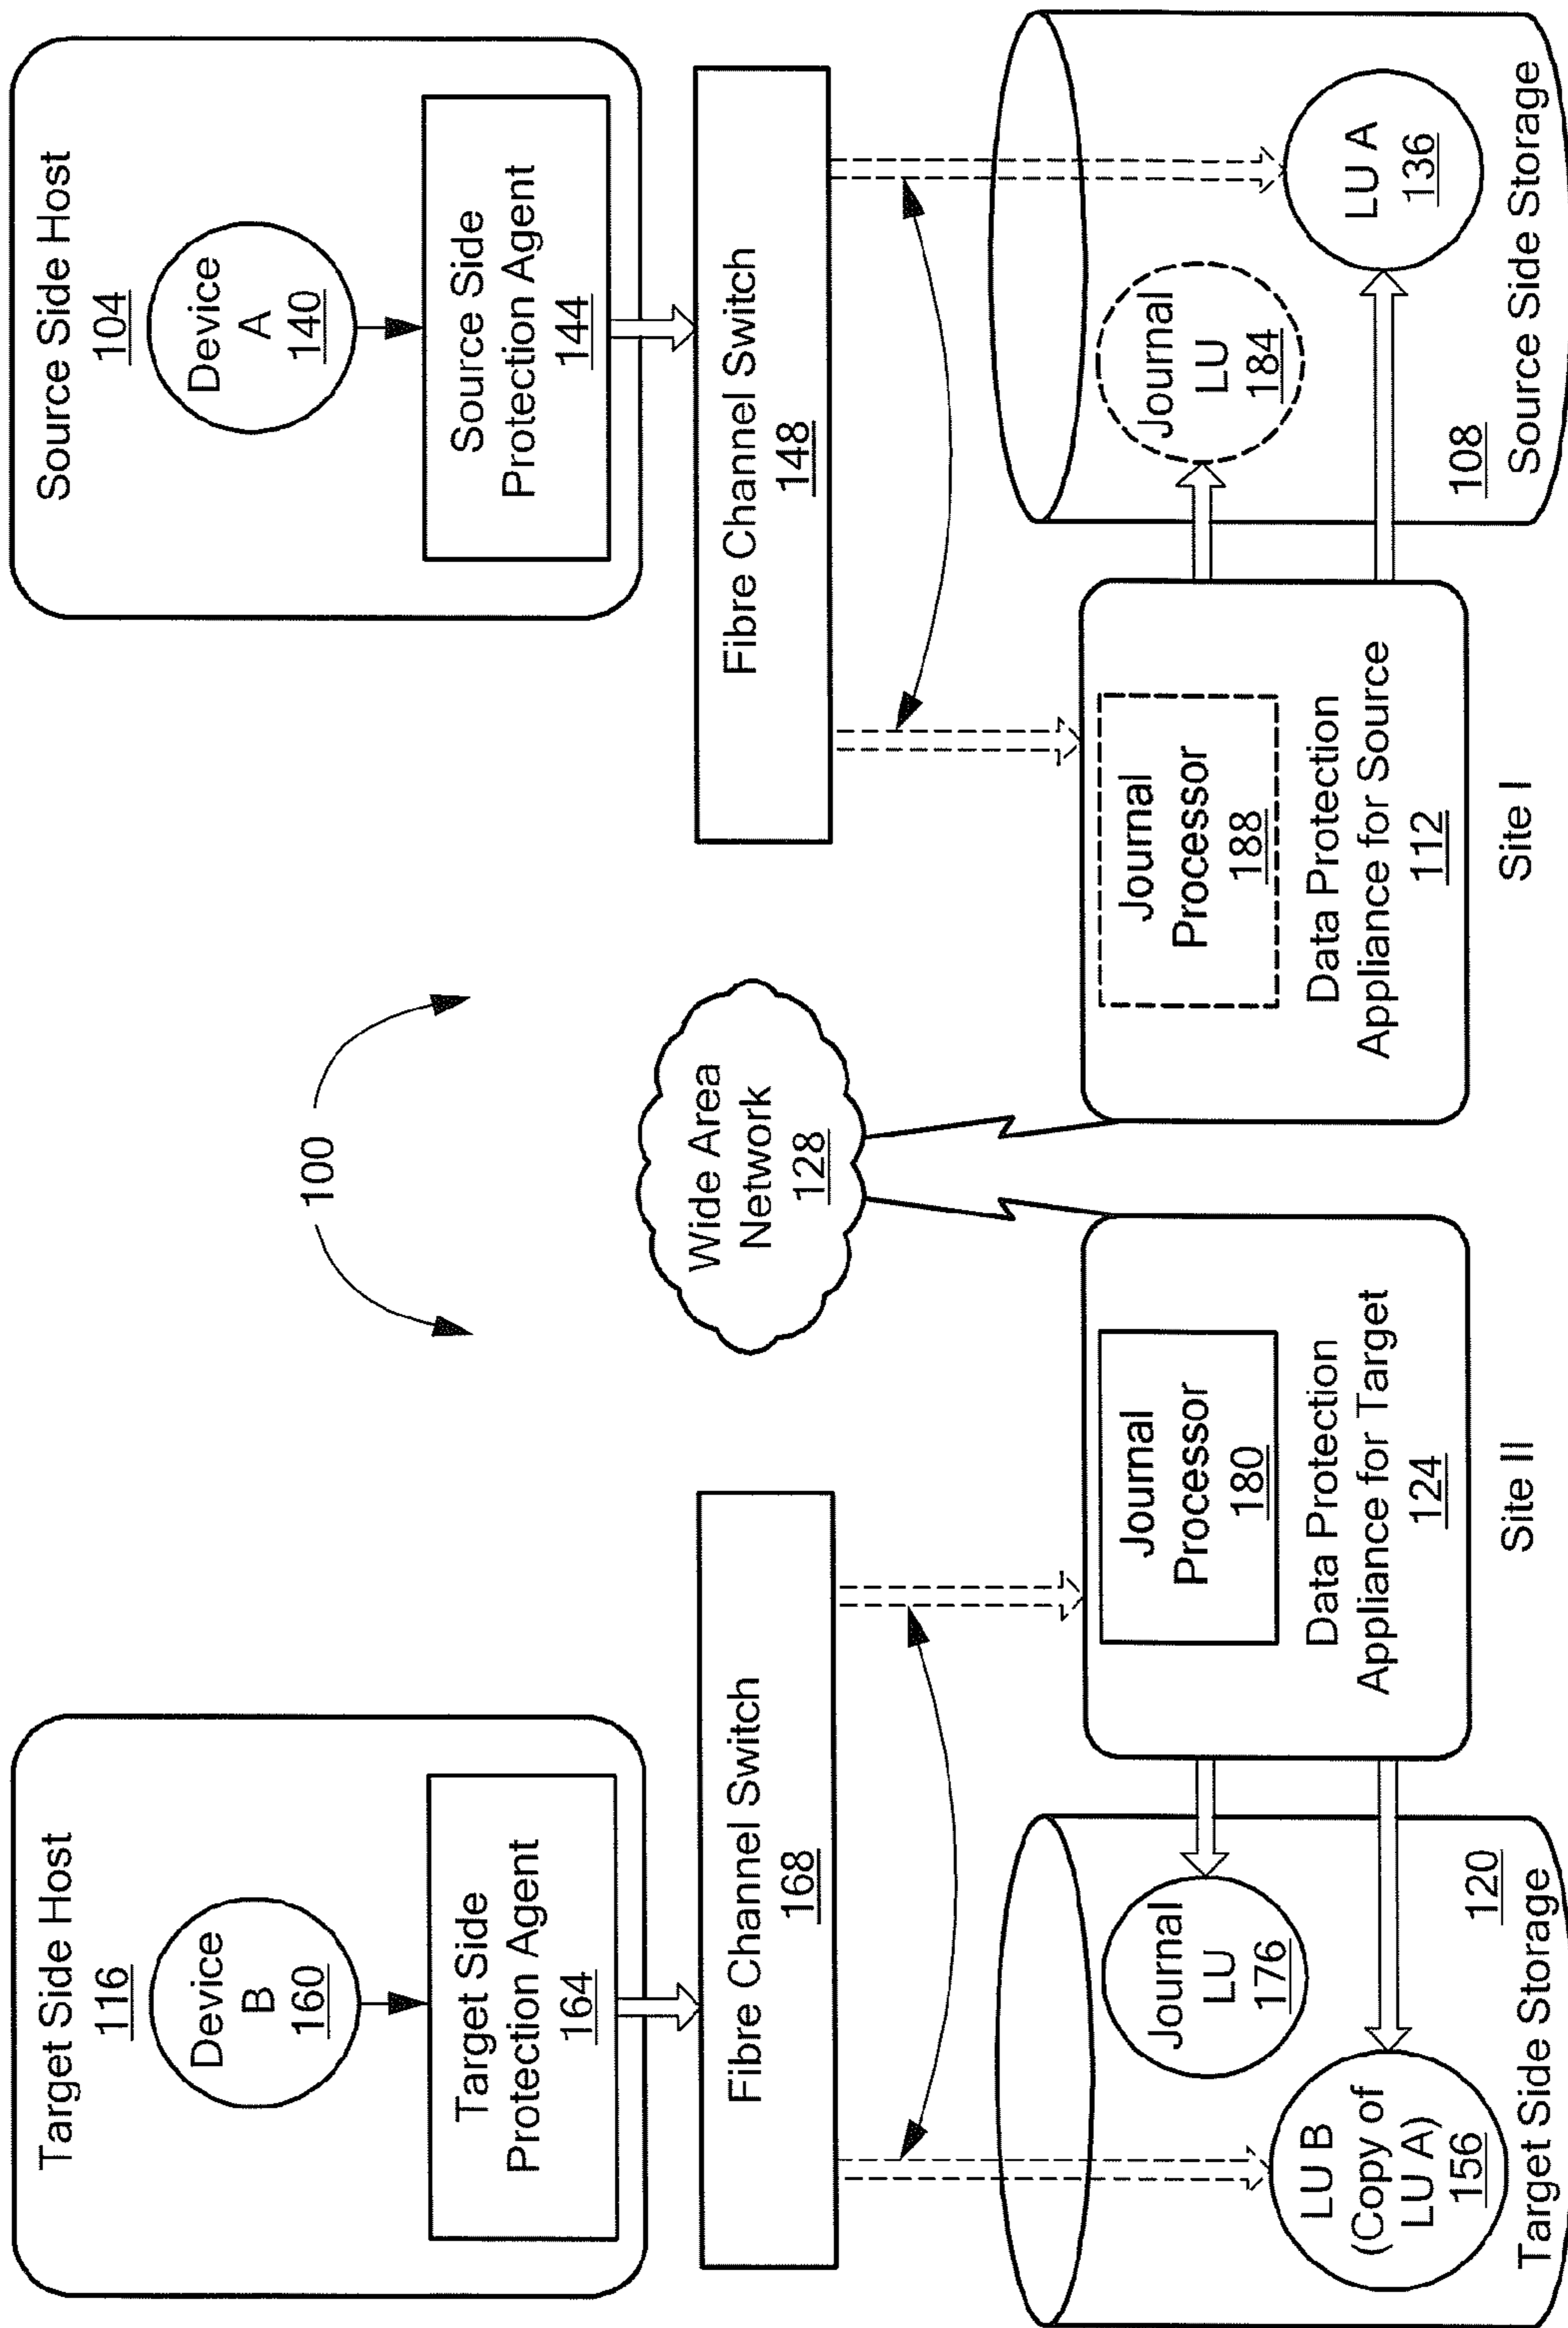 Target Side Host
116
Device
B
160
Target Side
Protection Agent
164
Fibre Channel Switch
168
Journal
LU
176
LU B
(Copy of
LU A)
156
120
Target Side Storage
Journal
Processor
180
Data Protection
Appliance for Target
124
Site II
100
Wide Area
Network
128
Source Side Host
104
Device
A
140
Source Side
Protection Agent
144
Fibre Channel Switch
148
Journal
Processor
188
Data Protection
Appliance for Source
112
Site I
Journal
LU
184
LU A
136
108
Source Side Storage